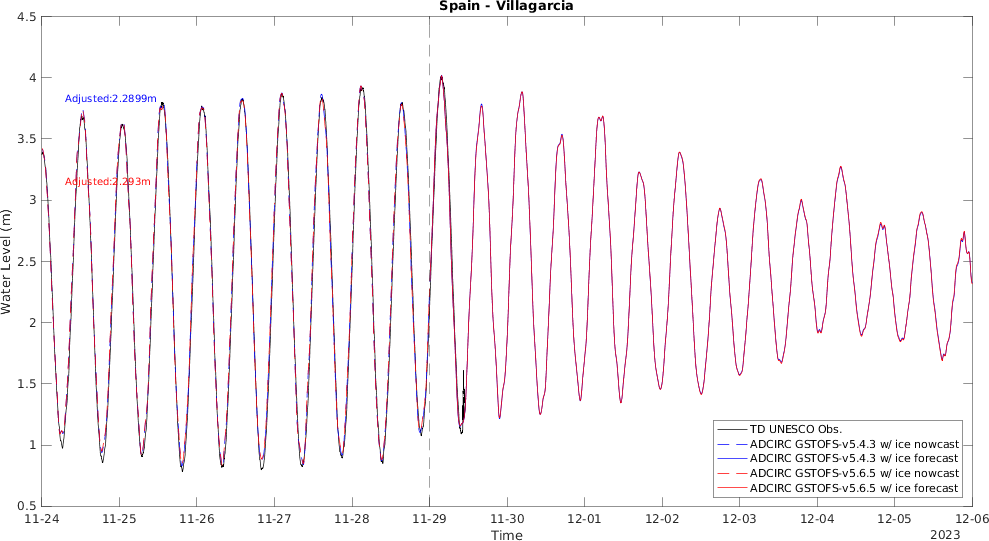 Spain - Villagarcia
4.5
4
3.5
3
2.5
2
1.5
1
0.5
Water Level (m)
Adjusted:2.2899m
Adjusted:2.293m
TD UNESCO Obs.
ADCIRC GSTOFS-v5.4.3 w/ ice nowcast
ADCIRC GSTOFS-v5.4.3 w/ ice forecast
ADCIRC GSTOFS-v5.6.5 w/ ice nowcast
ADCIRC GSTOFS-v5.6.5 w/ ice forecast
11-24 11-25 11-26 11-27 11-28 11-29 11-30 12-01 12-02 12-03 12-04 12-05 12-06
Time
2023